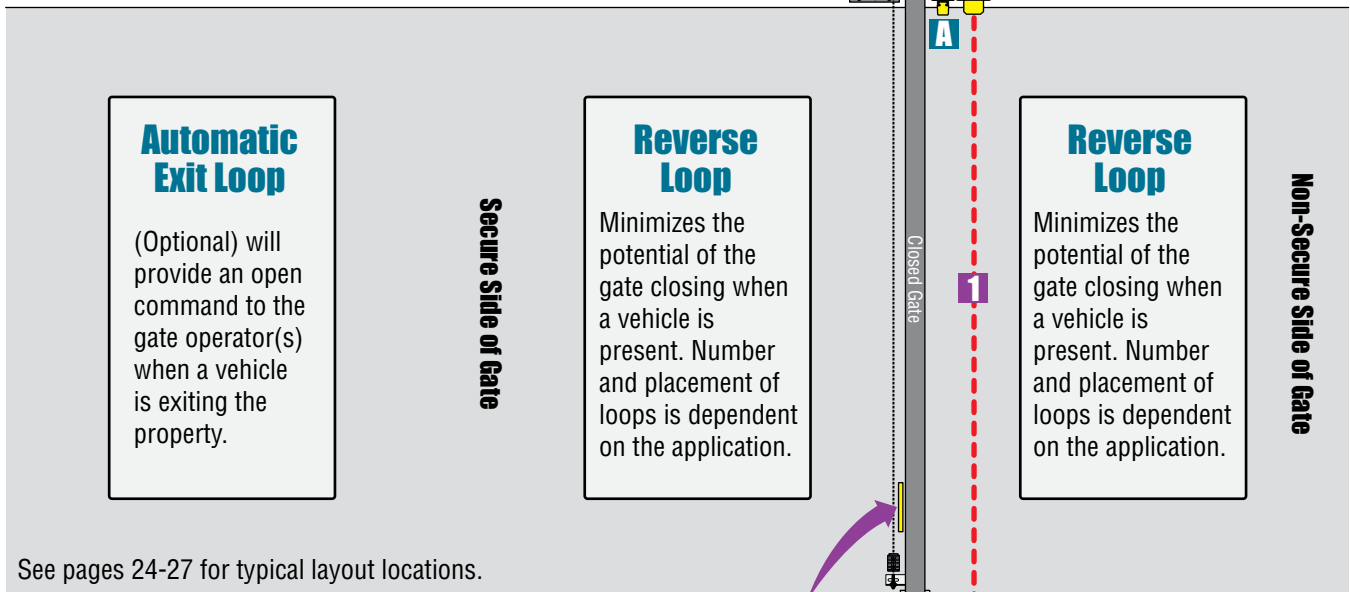 A
Automatic
Exit Loop
(Optional) will
provide an open
command to the
gate operator(s)
when a vehicle
is exiting the
property.
Secure Side of Gate
Reverse
Loop
Minimizes the
potential of the
gate closing when
a vehicle is
present. Number
and placement of
loops is dependent
on the application.
Closed Gate
1
Reverse
Loop
Minimizes the
potential of the
gate closing when
a vehicle is
present. Number
and placement of
loops is dependent
on the application.
Non-Secure Side of Gate
See pages 24-27 for typical layout locations.